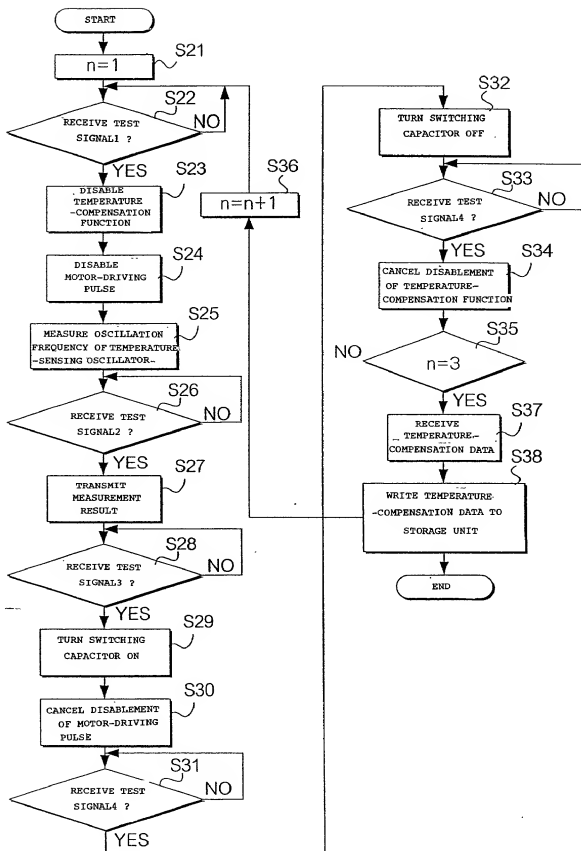 START
S21
n=1
S22
RECEIVE TEST
SIGNAL1 ?
NO
YES
S23
DISABLE
TEMPERATURE
-COMPENSATION
FUNCTION
S24
DISABLE
MOTOR-DRIVING
PULSE
S25
MEASURE OSCILLATION
FREQUENCY OF TEMPERATURE
-SENSING OSCILLATOR
S26
RECEIVE TEST
SIGNAL2 ?
NO
YES
S27
TRANSMIT
MEASUREMENT
RESULT
S28
RECEIVE TEST
SIGNAL3 ?
NO
YES
S29
TURN SWITCHING
CAPACITOR ON
S30
CANCEL DISABLEMENT
OF MOTOR-DRIVING
PULSE
S31
RECEIVE TEST
SIGNAL4 ?
NO
YES
S36
n=n+1
S32
TURN SWITCHING
CAPACITOR OFF
S33
RECEIVE TEST
SIGNAL4 ?
NO
YES
S34
CANCEL DISABLEMENT
OF TEMPERATURE-
COMPENSATION FUNCTION
S35
NO
n=3
YES
S37
RECEIVE
TEMPERATURE-
COMPENSATION DATA
S38
WRITE TEMPERATURE
-COMPENSATION DATA TO
STORAGE UNIT
END